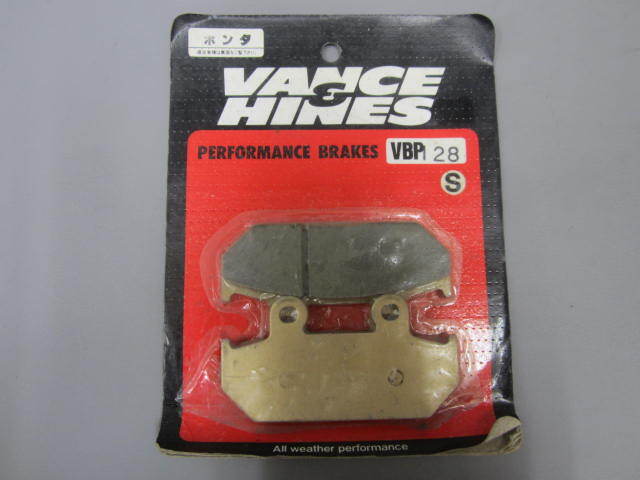 ホンダ
VANCE
&
HINES
PERFORMANCE BRAKES VBP128
S
All weather performance